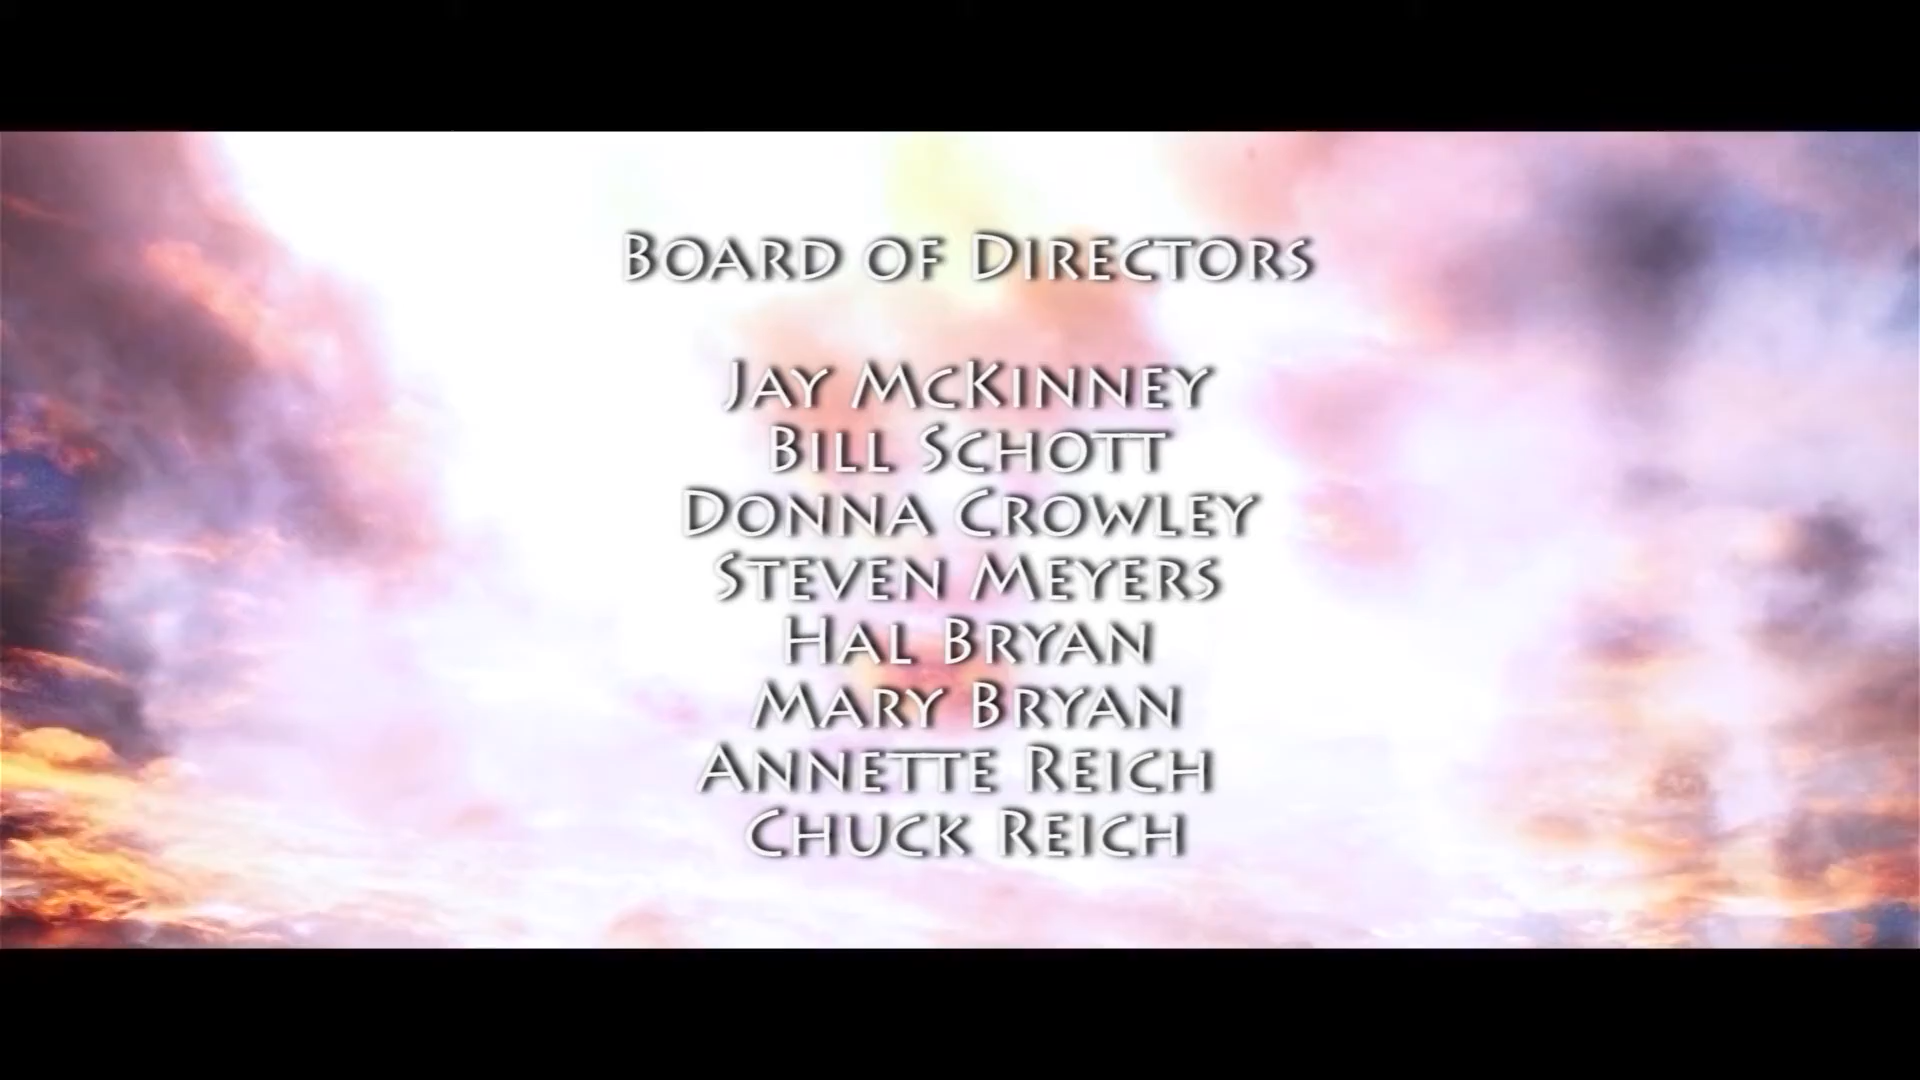 Board of Directors
Jay McKinney
Bill Schott
Donna Crowley
Steven Meyers
Hal Bryan
Mary Bryan
Annette Reich
Chuck Reich